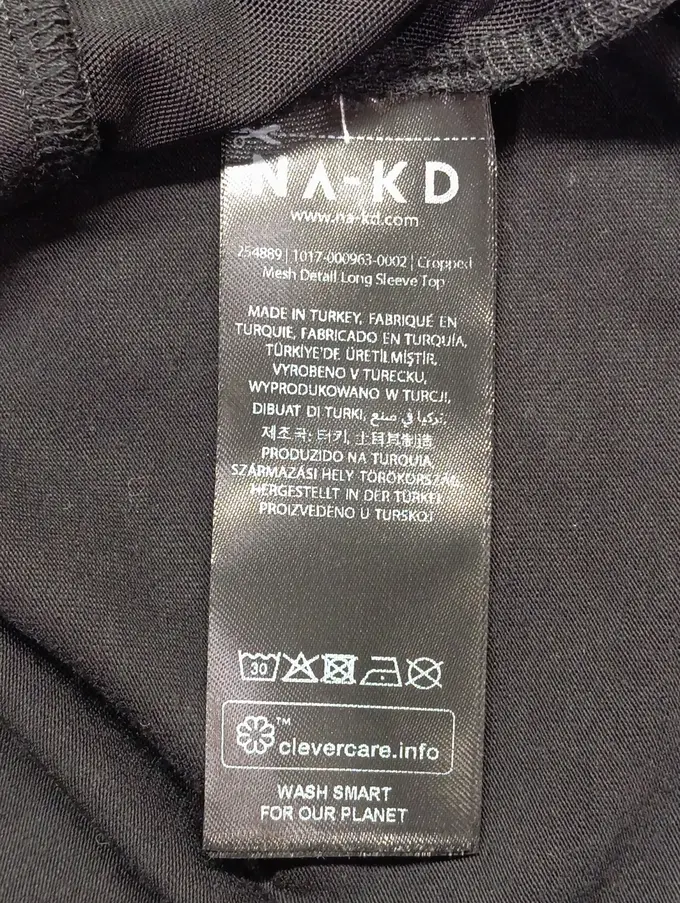 NA-KD
www.na-kd.com
254889 | 1017-000963-0002 | Cropped
Mesh Detail Long Sleeve Top
MADE IN TURKEY, FABRIQUÉ EN
TURQUIE, FABRICADO EN TURQUÍA,
TÜRKİYE'DE ÜRETİLMİŞTİR,
VYROBENO V TURECKU,
WYPRODUKOWANO W TURCJI,
DIBUAT DI TURKI, تركيا في صنع,
제조국: 터키, 土耳其制造
PRODUZIDO NA TURQUIA,
SZÁRMAZÁSI HELY TÖRÖKORSZÁG,
HERGESTELLT IN DER TÜRKEI,
PROIZVEDENO U TURSKOJ
30
clevercare.info™
WASH SMART
FOR OUR PLANET